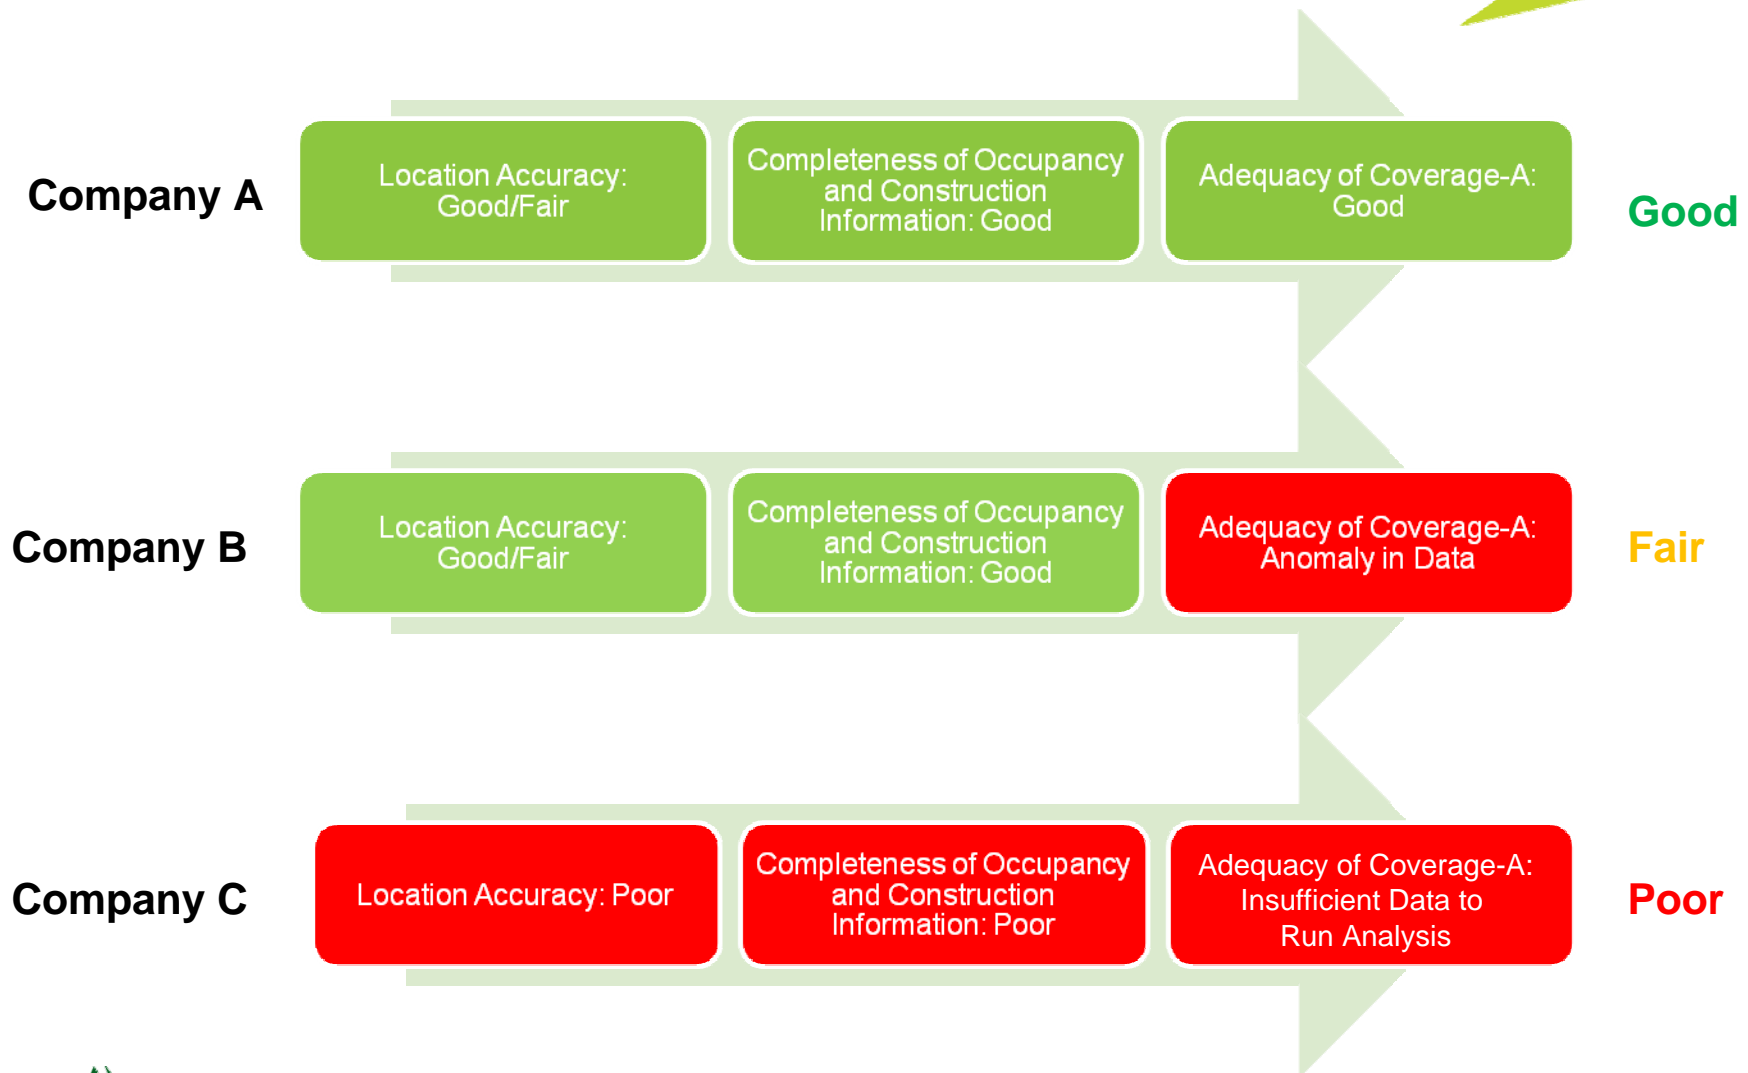 Company A
Location Accuracy:
Good/Fair
Completeness of Occupancy
and Construction
Information: Good
Adequacy of Coverage-A:
Good
Good
Company B
Location Accuracy:
Good/Fair
Completeness of Occupancy
and Construction
Information: Good
Adequacy of Coverage-A:
Anomaly in Data
Fair
Company C
Location Accuracy: Poor
Completeness of Occupancy
and Construction
Information: Poor
Adequacy of Coverage-A:
Insufficient Data to
Run Analysis
Poor